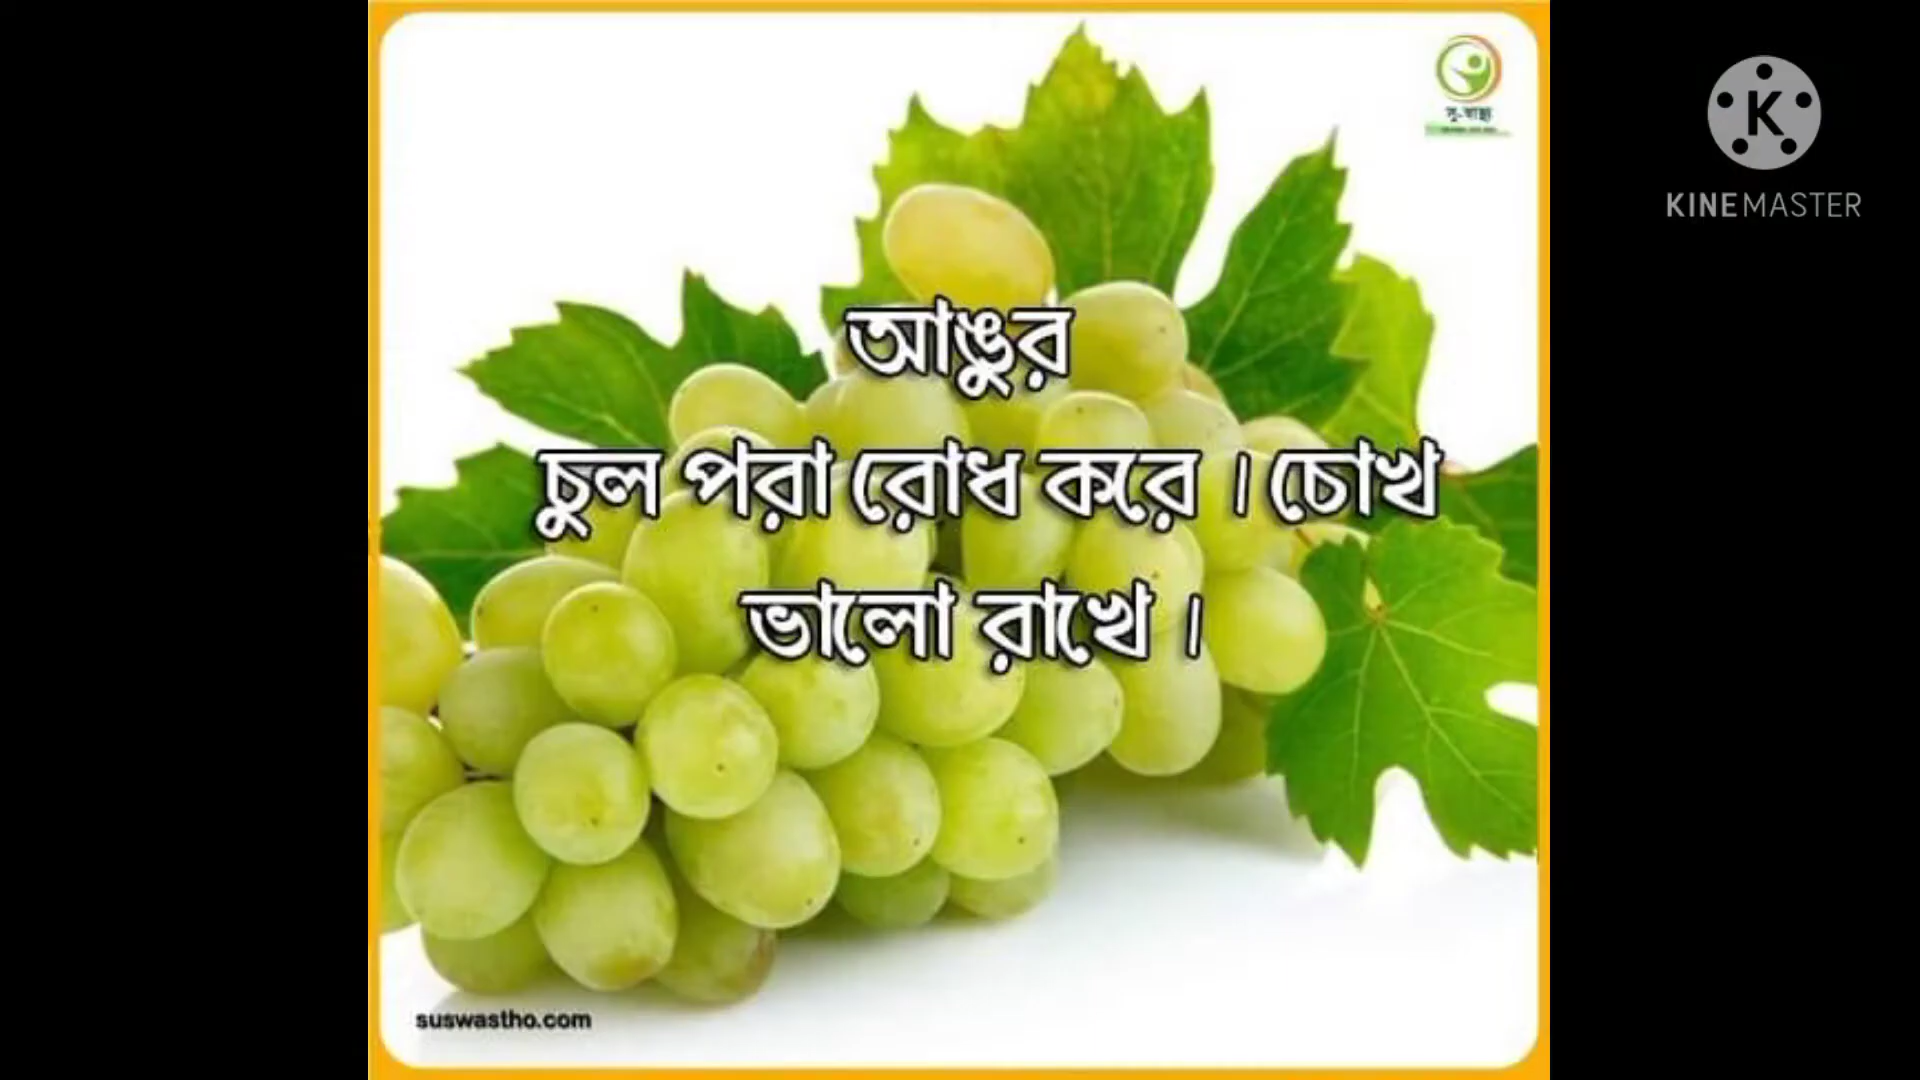 সু-স্বাস্থ্য
KINEMASTER
আঙুর
চুল পরা রোধ করে । চোখ
ভালো রাখে ।
suswastho.com